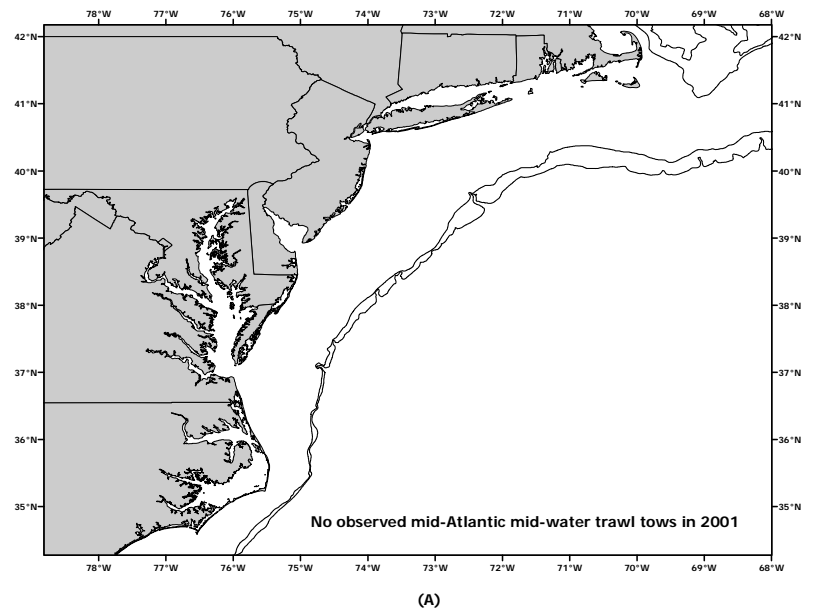 78°W 77°W 76°W 75°W 74°W 73°W 72°W 71°W 70°W 69°W 68°W
42°N 42°N
41°N 41°N
40°N 40°N
39°N 39°N
38°N 38°N
37°N 37°N
36°N 36°N
35°N 35°N
No observed mid-Atlantic mid-water trawl tows in 2001
78°W 77°W 76°W 75°W 74°W 73°W 72°W 71°W 70°W 69°W 68°W
(A)